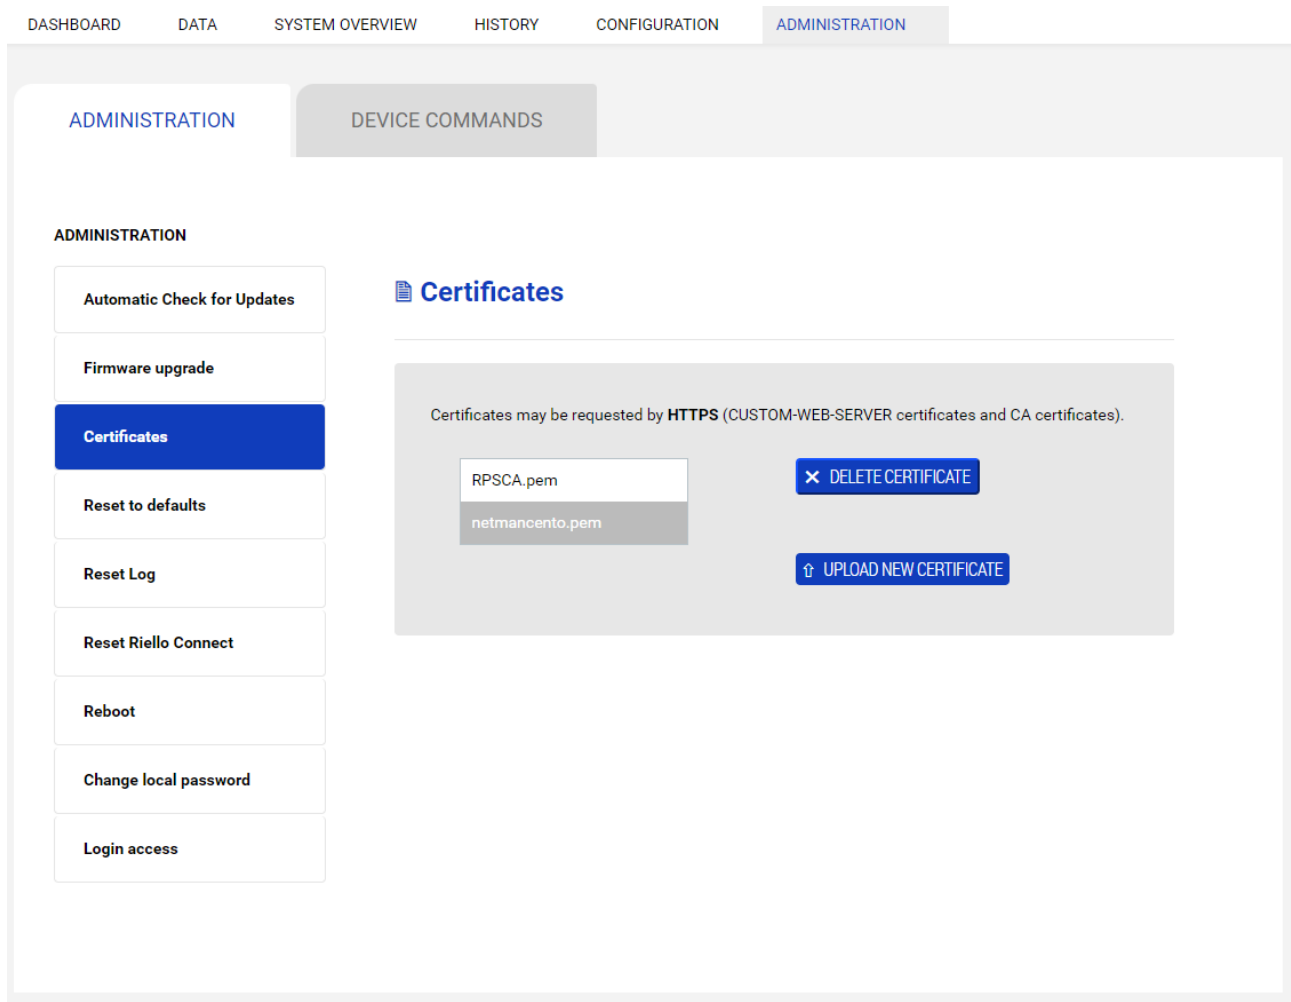 DASHBOARD DATA SYSTEM OVERVIEW HISTORY CONFIGURATION ADMINISTRATION
ADMINISTRATION DEVICE COMMANDS
ADMINISTRATION
Automatic Check for Updates
Firmware upgrade
Certificates
Reset to defaults
Reset Log
Reset Riello Connect
Reboot
Change local password
Login access
Certificates
Certificates may be requested by HTTPS (CUSTOM-WEB-SERVER certificates and CA certificates).
RPSCA.pem
netmancento.pem
DELETE CERTIFICATE
UPLOAD NEW CERTIFICATE